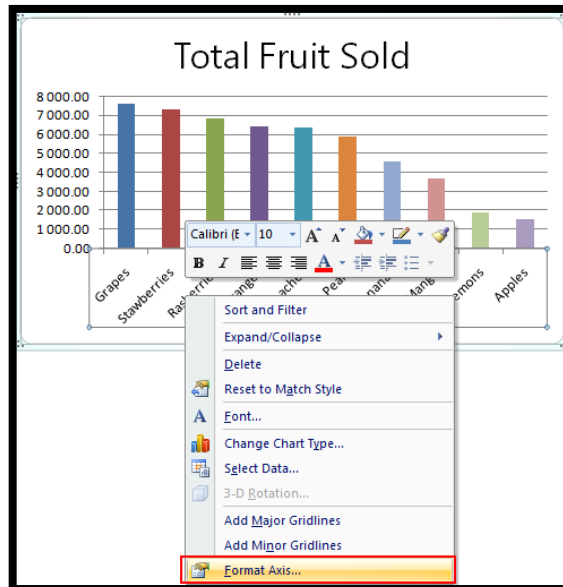 Total Fruit Sold
8 000.00
7 000.00
6 000.00
5 000.00
4 000.00
3 000.00
2 000.00
1 000.00
0.00
Grapes
Stawberries
Apples
Calibri (E
10
A A
B I A
Sort and Filter
Expand/Collapse
Delete
Reset to Match Style
A Font...
Change Chart Type...
Select Data...
3-D Rotation...
Add Major Gridlines
Add Minor Gridlines
Format Axis...